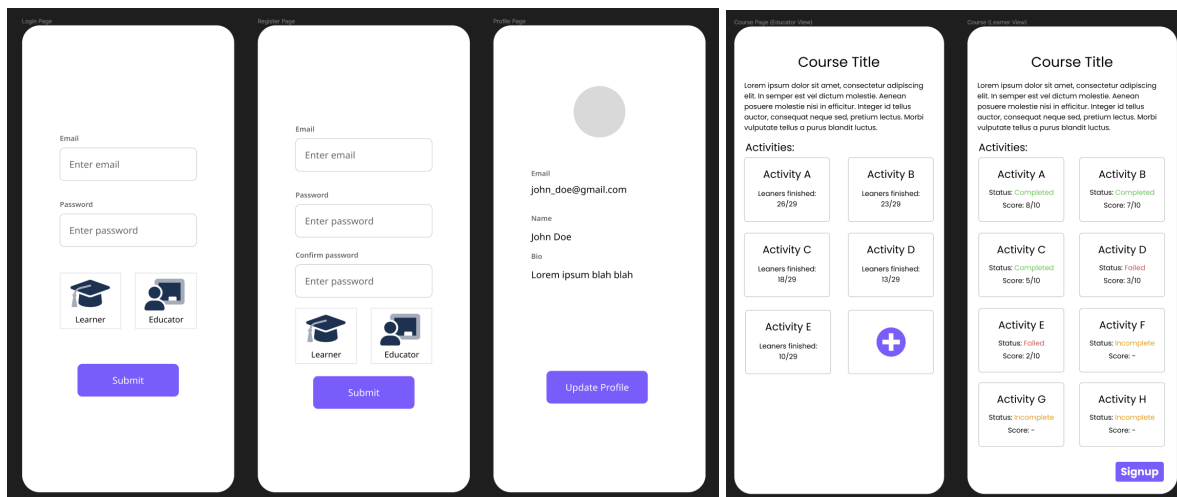 Login Page
Email
Enter email
Password
Enter password
Learner
Educator
Submit
Register Page
Email
Enter email
Password
Enter password
Confirm password
Enter password
Learner
Educator
Submit
Profile Page
Email
john_doe@gmail.com
Name
John Doe
Bio
Lorem ipsum blah blah
Update Profile
Course Page (Educator View)
Course Title
Lorem ipsum dolor sit amet, consectetur adipiscing
elit. In semper est vel dictum molestie. Aenean
posuere molestie nisi in efficitur. Integer id tellus
auctor, consequat neque sed, pretium lectus. Morbi
vulputate tellus a purus blandit luctus.
Activities:
Activity A
Leaners finished:
26/29
Activity B
Leaners finished:
23/29
Activity C
Leaners finished:
18/29
Activity D
Leaners finished:
13/29
Activity E
Leaners finished:
10/29
Course (Learner View)
Course Title
Lorem ipsum dolor sit amet, consectetur adipiscing
elit. In semper est vel dictum molestie. Aenean
posuere molestie nisi in efficitur. Integer id tellus
auctor, consequat neque sed, pretium lectus. Morbi
vulputate tellus a purus blandit luctus.
Activities:
Activity A
Status: Completed
Score: 8/10
Activity B
Status: Completed
Score: 7/10
Activity C
Status: Completed
Score: 5/10
Activity D
Status: Failed
Score: 3/10
Activity E
Status: Failed
Score: 2/10
Activity F
Status: Incomplete
Score: -
Activity G
Status: Incomplete
Score: -
Activity H
Status: Incomplete
Score: -
Signup